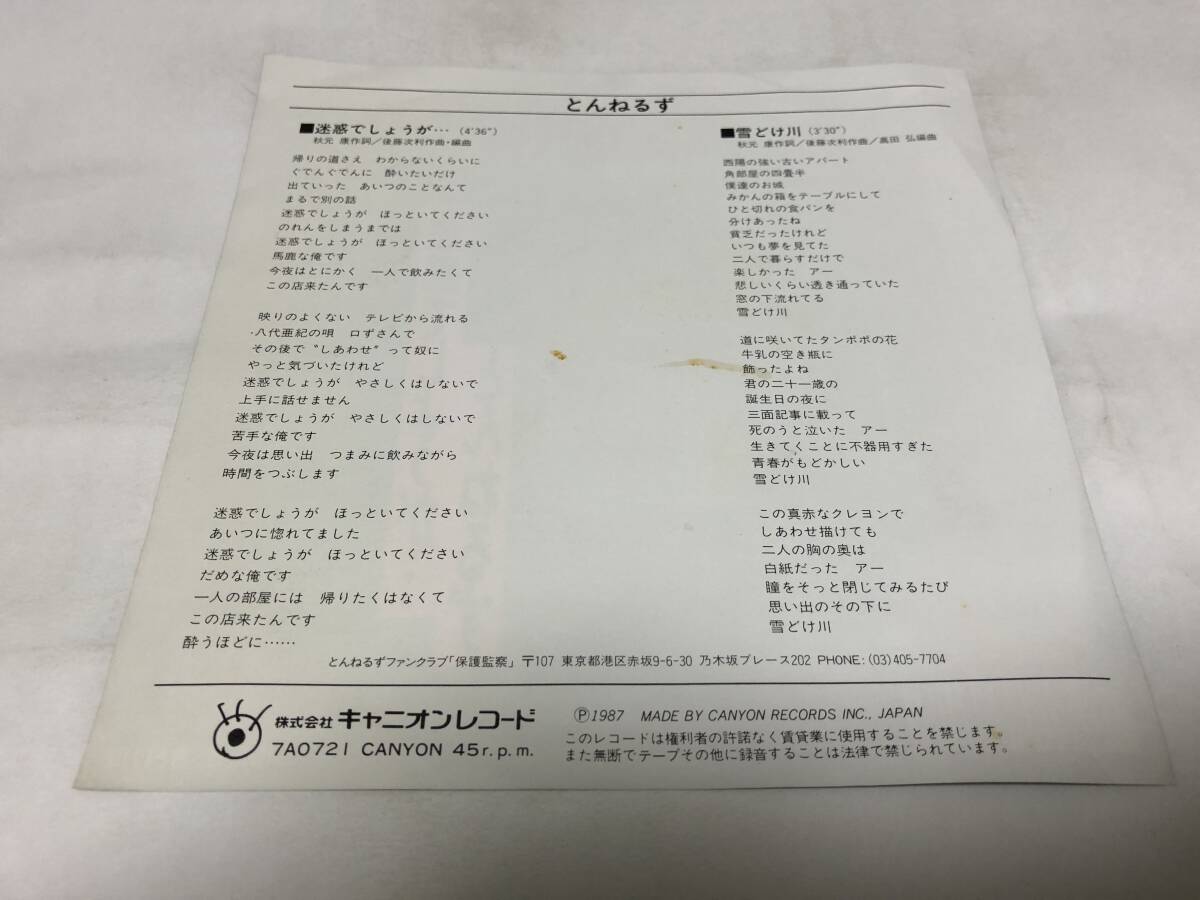 とんねるず
■迷惑でしょうが… (4'36")
秋元 康作詞／後藤次利作曲・編曲
帰りの道さえ　わからないくらいに
ぐでんぐでんに　酔いたいだけ
出ていった　あいつのことなんて
まるで別の話
迷惑でしょうが　ほっといてください
のれんをしまうまでは
迷惑でしょうが　ほっといてください
馬鹿な俺です
今夜はとにかく　一人で飲みたくて
この店来たんです
映りのよくない　テレビから流れる
八代亜紀の唄　口ずさんで
その後で“しあわせ”って奴に
やっと気づいたけれど
迷惑でしょうが　やさしくはしないで
上手に話せません
迷惑でしょうが　やさしくはしないで
苦手な俺です
今夜は思い出　つまみに飲みながら
時間をつぶします
迷惑でしょうが　ほっといてください
あいつに惚れてました
迷惑でしょうが　ほっといてください
だめな俺です
一人の部屋には　帰りたくはなくて
この店来たんです
酔うほどに……
■雪どけ川 (3'30")
秋元 康作詞／後藤次利作曲／高田 弘編曲
西陽の強い古いアパート
角部屋の四畳半
僕達のお城
みかんの箱をテーブルにして
ひと切れの食パンを
分けあったね
貧乏だったけれど
いつも夢を見てた
二人で暮らすだけで
楽しかった　アー
悲しいくらい透き通っていた
窓の下流れてる
雪どけ川
道に咲いてたタンポポの花
牛乳の空き瓶に
飾ったよね
君の二十一歳の
誕生日の夜に
三面記事に載って
死のうと泣いた　アー
生きてくことに不器用すぎた
青春がもどかしい
雪どけ川
この真赤なクレヨンで
しあわせ描けても
二人の胸の奥は
白紙だった　アー
瞳をそっと閉じてみるたび
思い出のその下に
雪どけ川
とんねるずファンクラブ「保護監察」〒107 東京都港区赤坂9-6-30 乃木坂プレース202 PHONE: (03)405-7704
株式会社 キャニオンレコード
7A0721 CANYON 45r.p.m.
Ⓟ1987 MADE BY CANYON RECORDS INC., JAPAN
このレコードは権利者の許諾なく賃貸業に使用することを禁じます。
また無断でテープその他に録音することは法律で禁じられています。